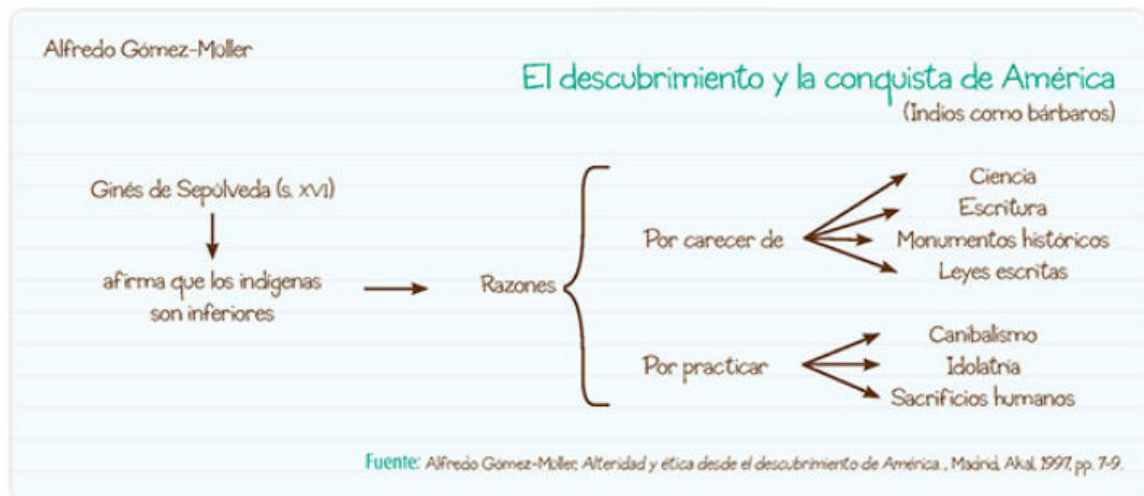 Alfredo Gómez-Müller
El descubrimiento y la conquista de América
(Indios como bárbaros)
Ginés de Sepúlveda (s. XVI)
afirma que los indígenas
son inferiores
Razones
Por carecer de
Ciencia
Escritura
Monumentos históricos
Leyes escritas
Por practicar
Canibalismo
Idolatría
Sacrificios humanos
Fuente: Alfredo Gómez-Müller, Alteridad y ética desde el descubrimiento de América., Madrid, Akal, 1997, pp. 7-9.